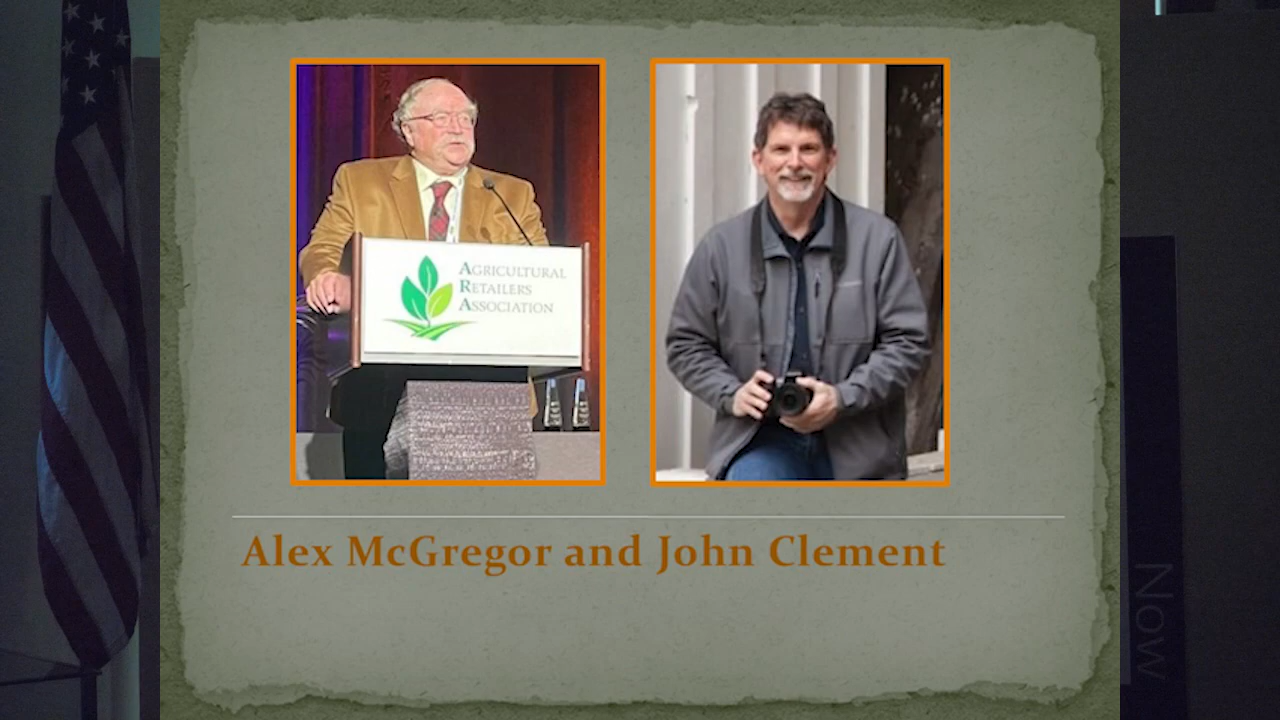 AGRICULTURAL
RETAILERS
ASSOCIATION
Alex McGregor and John Clement
Now